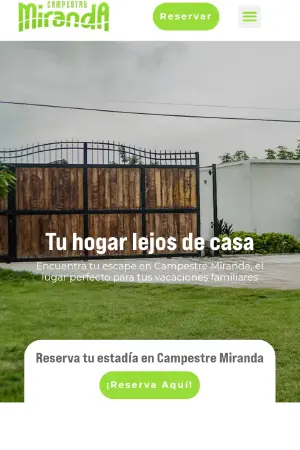 CAMPESTRE
MIRANDA
Reservar
Tu hogar lejos de casa
Encuentra tu escape en Campestre Miranda, el
lugar perfecto para tus vacaciones familiares
Reserva tu estadía en Campestre Miranda
¡Reserva Aquí!